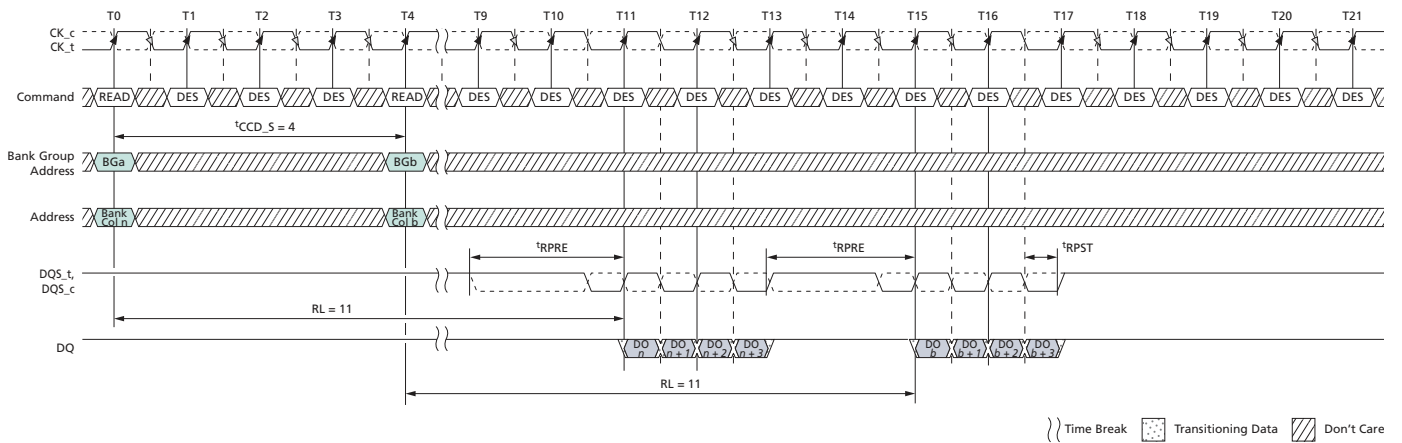 T0 T1 T2 T3 T4 T9 T10 T11 T12 T13 T14 T15 T16 T17 T18 T19 T20 T21
CK_c
CK_t
Command READ DES DES DES READ DES DES DES DES DES DES DES DES DES DES DES DES DES
tCCD_S = 4
Bank Group
Address
BGa BGb
Address
Bank
Col n
Bank
Col b
tRPRE tRPRE tRPST
DQS_t,
DQS_c
RL = 11
DQ
DO
n
DO
n + 1
DO
n + 2
DO
n + 3
DO
b
DO
b + 1
DO
b + 2
DO
b + 3
RL = 11
Time Break Transitioning Data Don't Care